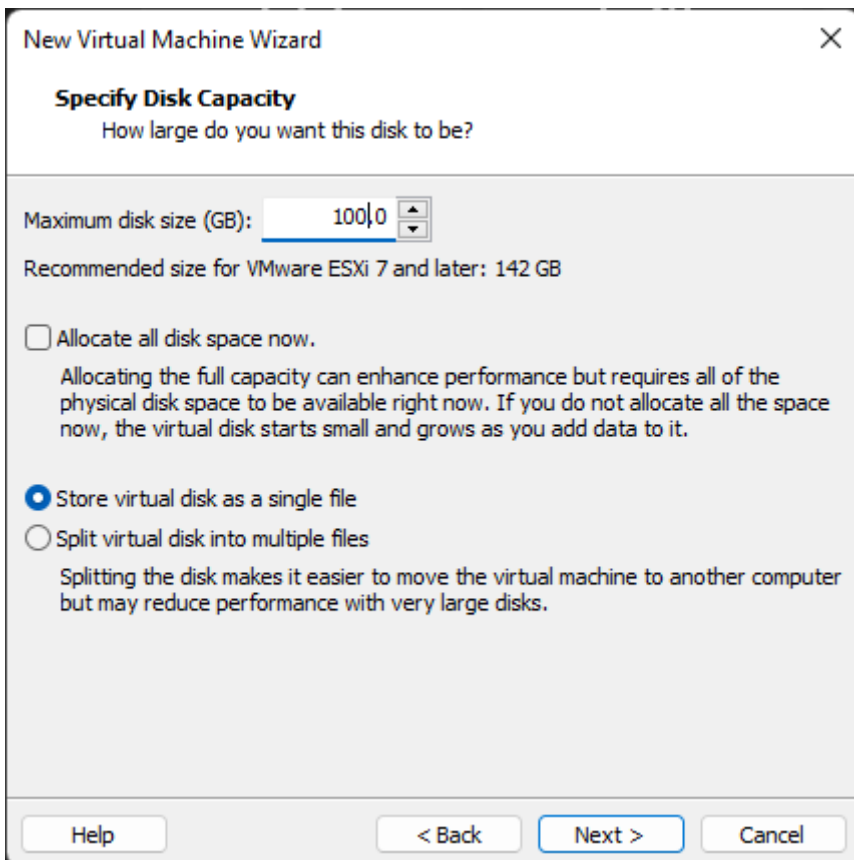 New Virtual Machine Wizard
Specify Disk Capacity
How large do you want this disk to be?
Maximum disk size (GB): 100.0
Recommended size for VMware ESXi 7 and later: 142 GB
Allocate all disk space now.
Allocating the full capacity can enhance performance but requires all of the
physical disk space to be available right now. If you do not allocate all the space
now, the virtual disk starts small and grows as you add data to it.
Store virtual disk as a single file
Split virtual disk into multiple files
Splitting the disk makes it easier to move the virtual machine to another computer
but may reduce performance with very large disks.
Help < Back Next > Cancel